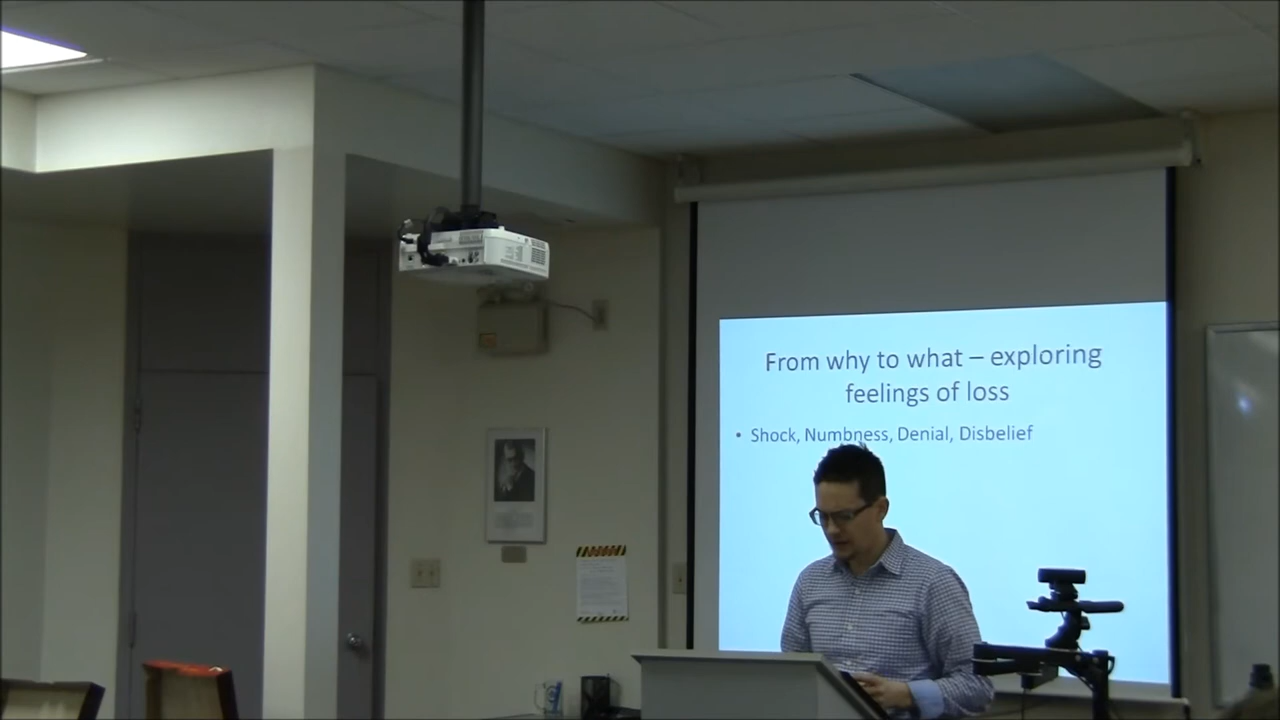 From why to what – exploring
feelings of loss
• Shock, Numbness, Denial, Disbelief